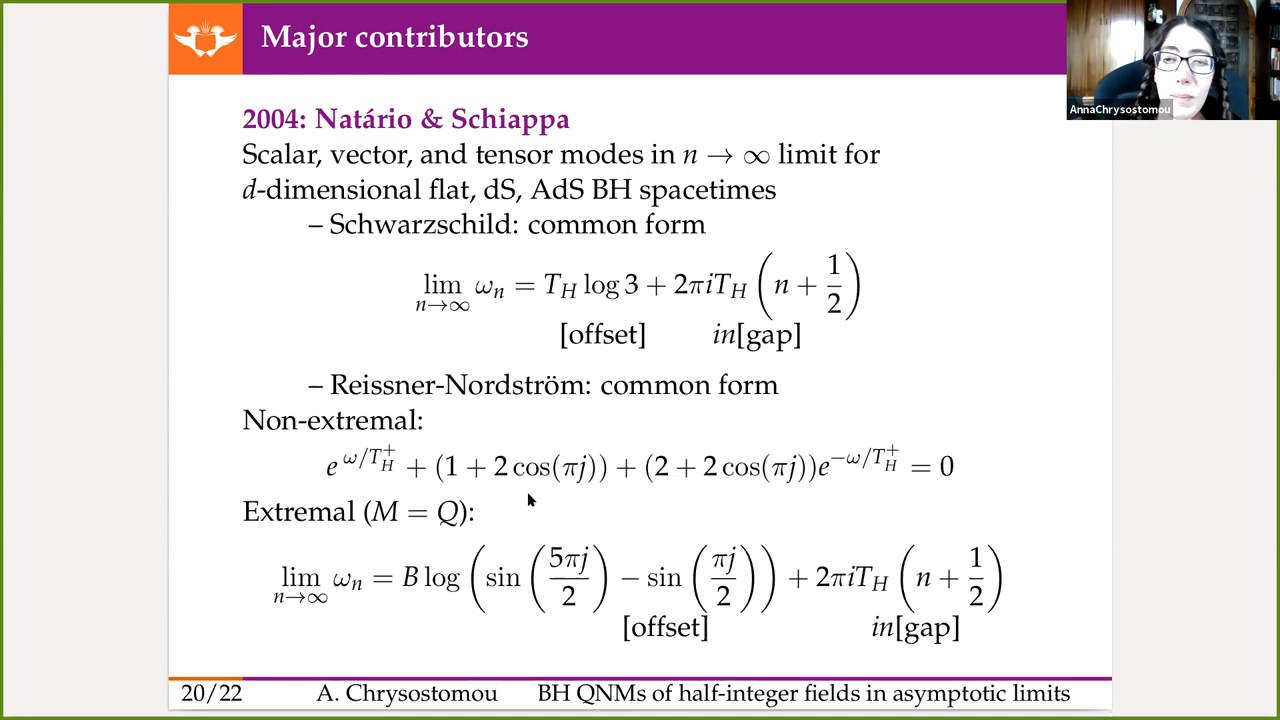 Major contributors
AnnaChrysostomou
2004: Natário & Schiappa
Scalar, vector, and tensor modes in n → ∞ limit for
d-dimensional flat, dS, AdS BH spacetimes
– Schwarzschild: common form
lim_{n→∞} ω_n = T_H log 3 + 2πiT_H (n + 1/2)
[offset] in[gap]
– Reissner-Nordström: common form
Non-extremal:
e^{ω/T_H^+} + (1 + 2 cos(πj)) + (2 + 2 cos(πj))e^{−ω/T_H^+} = 0
Extremal (M = Q):
lim_{n→∞} ω_n = B log (sin (5πj/2) − sin (πj/2)) + 2πiT_H (n + 1/2)
[offset] in[gap]
20/22 A. Chrysostomou BH QNMs of half-integer fields in asymptotic limits